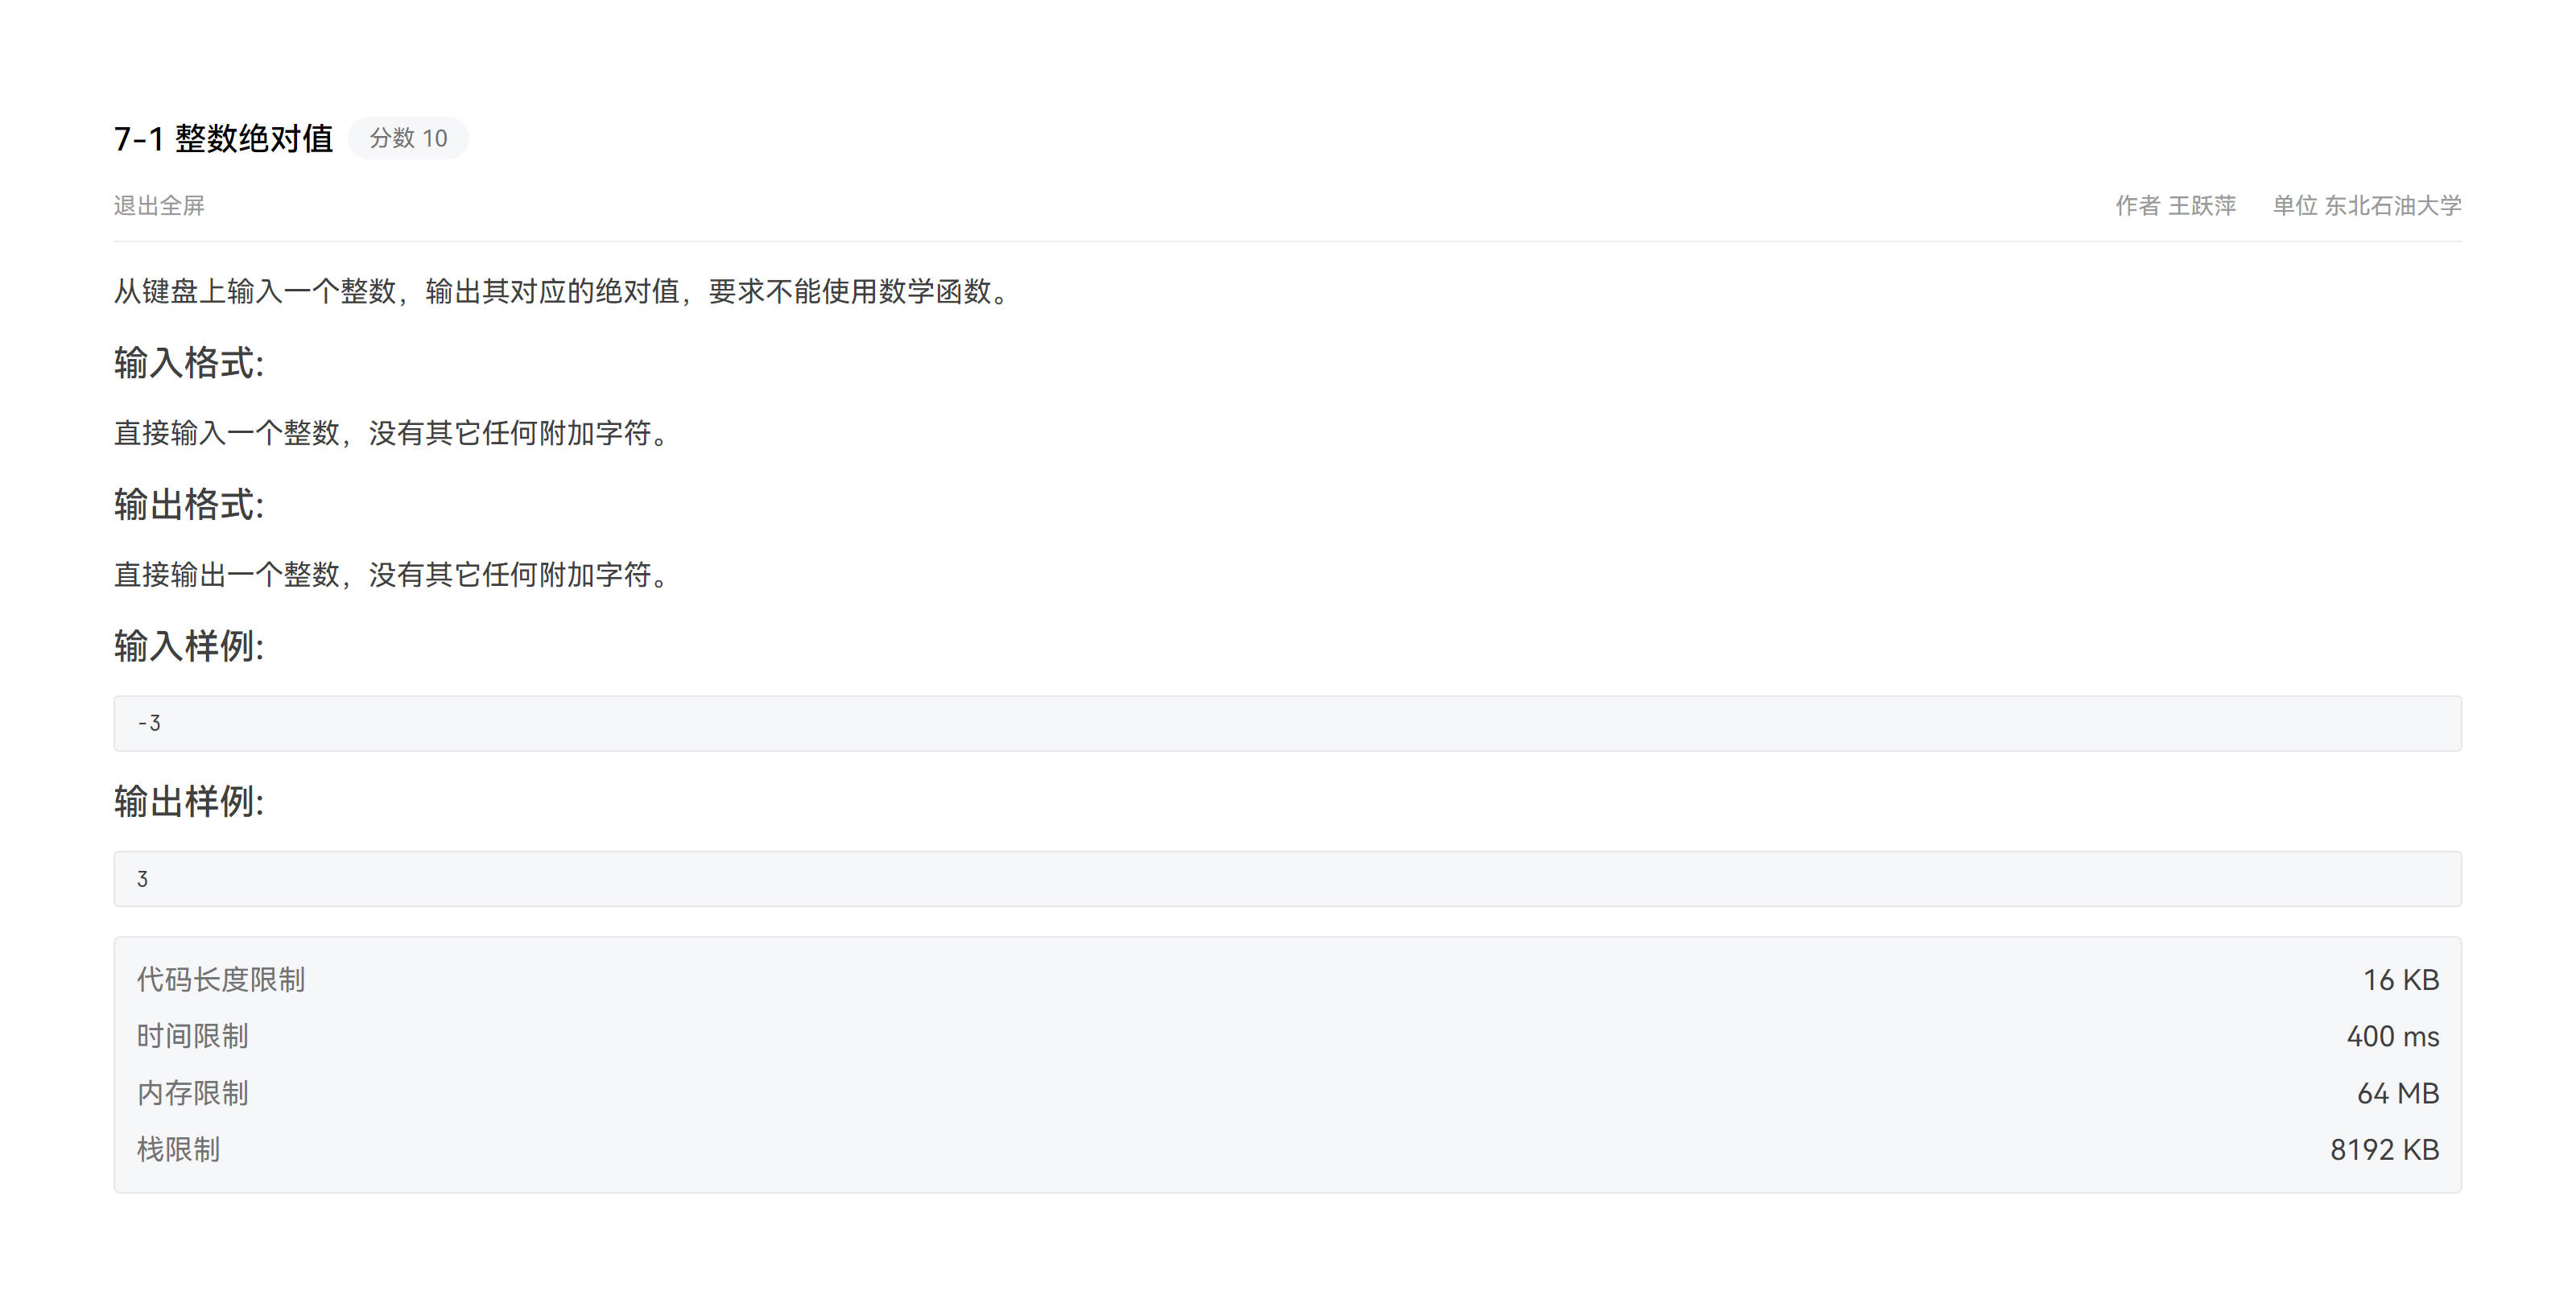 7-1 整数绝对值 分数 10
退出全屏 作者 王跃萍 单位 东北石油大学
从键盘上输入一个整数，输出其对应的绝对值，要求不能使用数学函数。
输入格式:
直接输入一个整数，没有其它任何附加字符。
输出格式:
直接输出一个整数，没有其它任何附加字符。
输入样例:
-3
输出样例:
3
代码长度限制 16 KB
时间限制 400 ms
内存限制 64 MB
栈限制 8192 KB